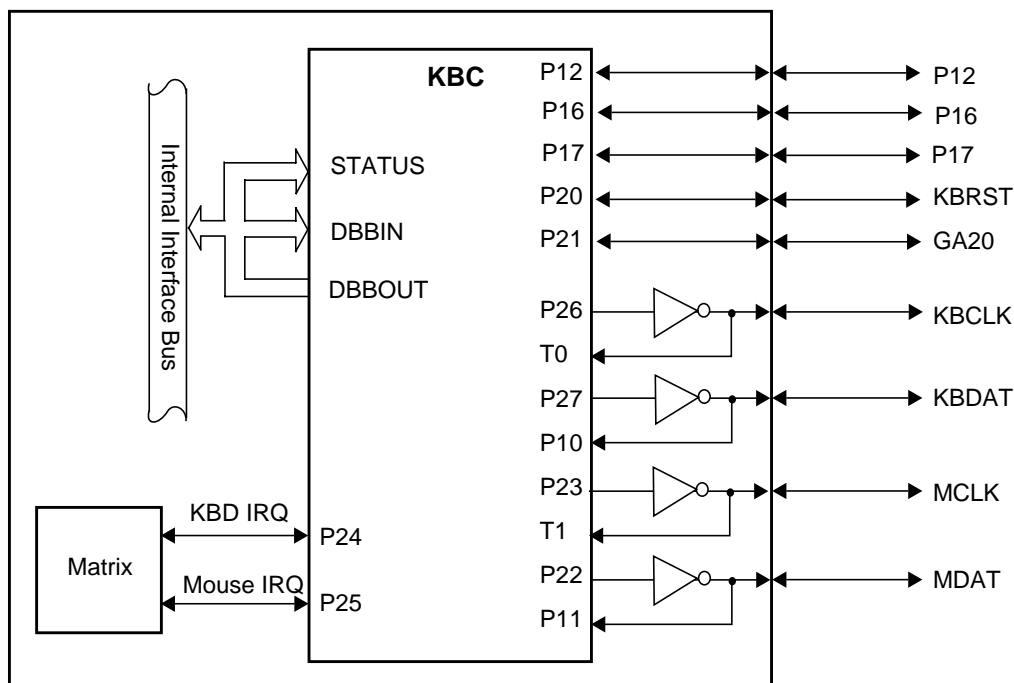 KBC
Internal Interface Bus
STATUS
DBBIN
DBBOUT
P12
P16
P17
P20
P21
P26
T0
P27
P10
P23
T1
P22
P11
P12
P16
P17
KBRST
GA20
KBCLK
KBDAT
MCLK
MDAT
Matrix
KBD IRQ
Mouse IRQ
P24
P25